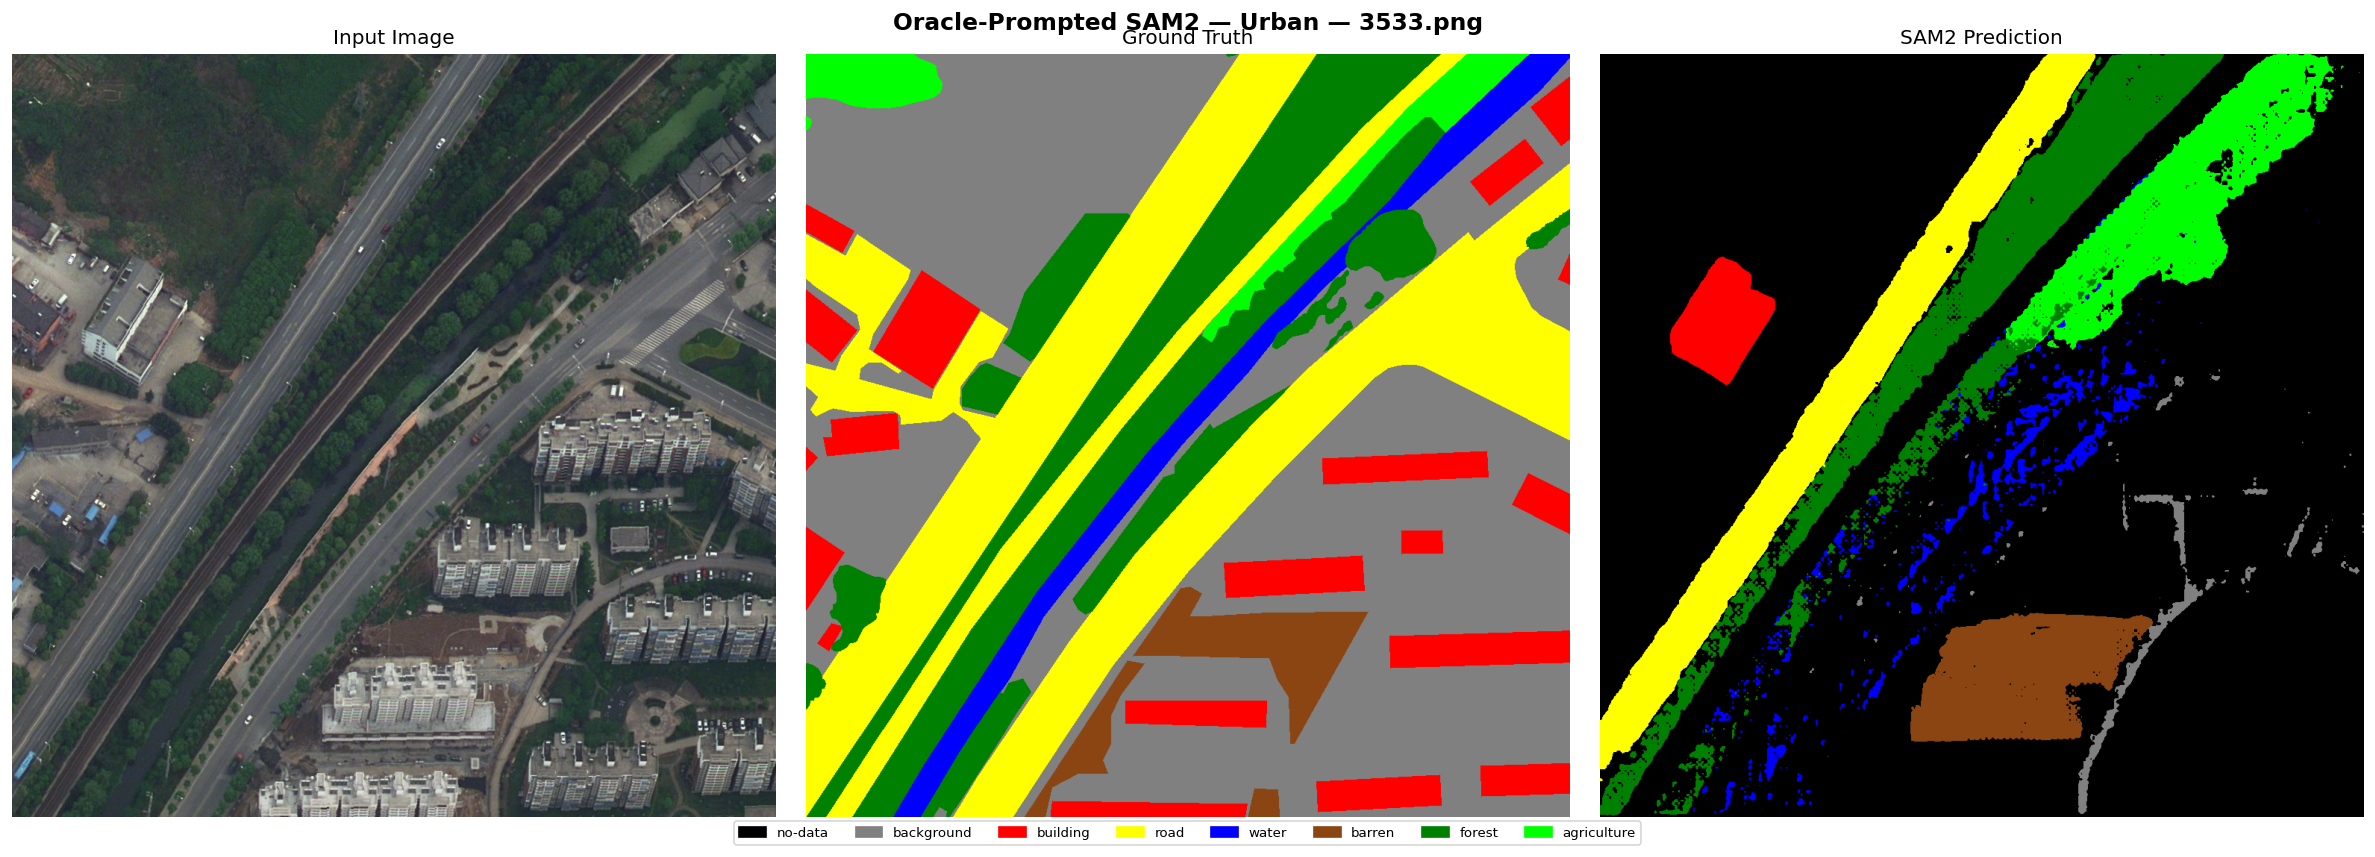 Oracle-Prompted SAM2 — Urban — 3533.png
Input Image
Ground Truth
SAM2 Prediction
no-data
background
building
road
water
barren
forest
agriculture